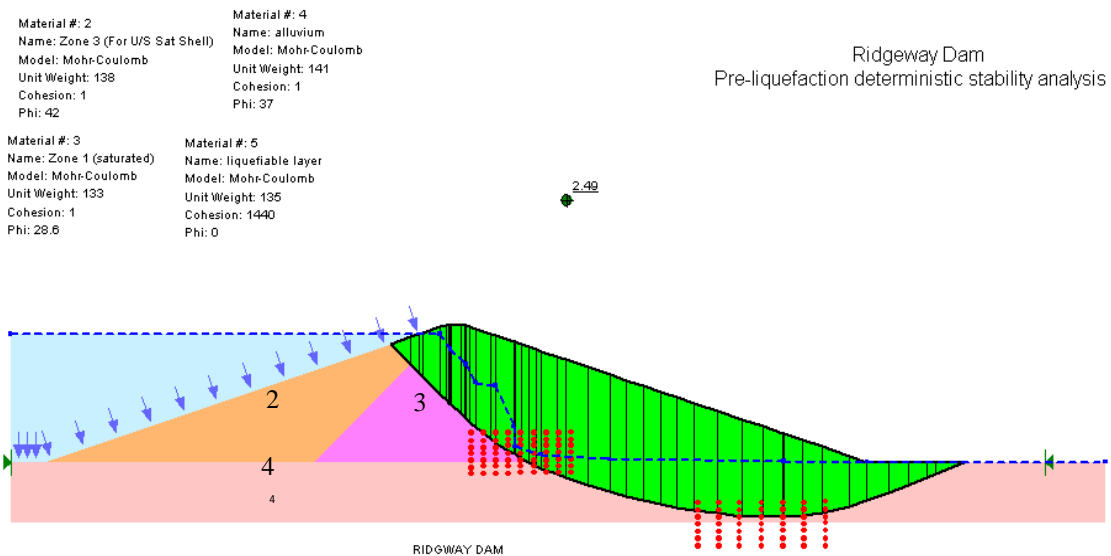 Material #: 2
Name: Zone 3 (For U/S Sat Shell)
Model: Mohr-Coulomb
Unit Weight: 138
Cohesion: 1
Phi: 42
Material #: 4
Name: alluvium
Model: Mohr-Coulomb
Unit Weight: 141
Cohesion: 1
Phi: 37
Ridgeway Dam
Pre-liquefaction deterministic stability analysis
Material #: 3
Name: Zone 1 (saturated)
Model: Mohr-Coulomb
Unit Weight: 133
Cohesion: 1
Phi: 28.6
Material #: 5
Name: liquefiable layer
Model: Mohr-Coulomb
Unit Weight: 135
Cohesion: 1440
Phi: 0
2.49
2
3
4
4
RIDGWAY DAM